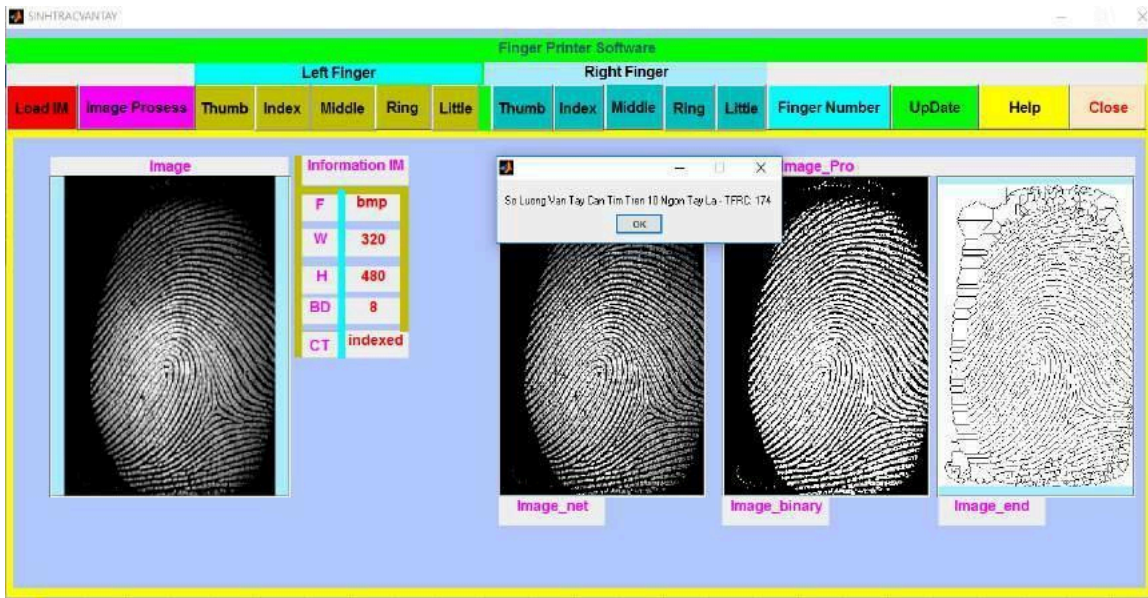 SINHTRACVANTAY
Finger Printer Software
Left Finger
Right Finger
Load IM
Image Prosess
Thumb
Index
Middle
Ring
Little
Thumb
Index
Middle
Ring
Little
Finger Number
UpDate
Help
Close
Image
Information IM
F bmp
W 320
H 480
BD 8
CT indexed
Image_Pro
So Luong Van Tay Can Tim Tren 10 Ngon Tay La - TFRC: 174
OK
Image_net
Image_binary
Image_end